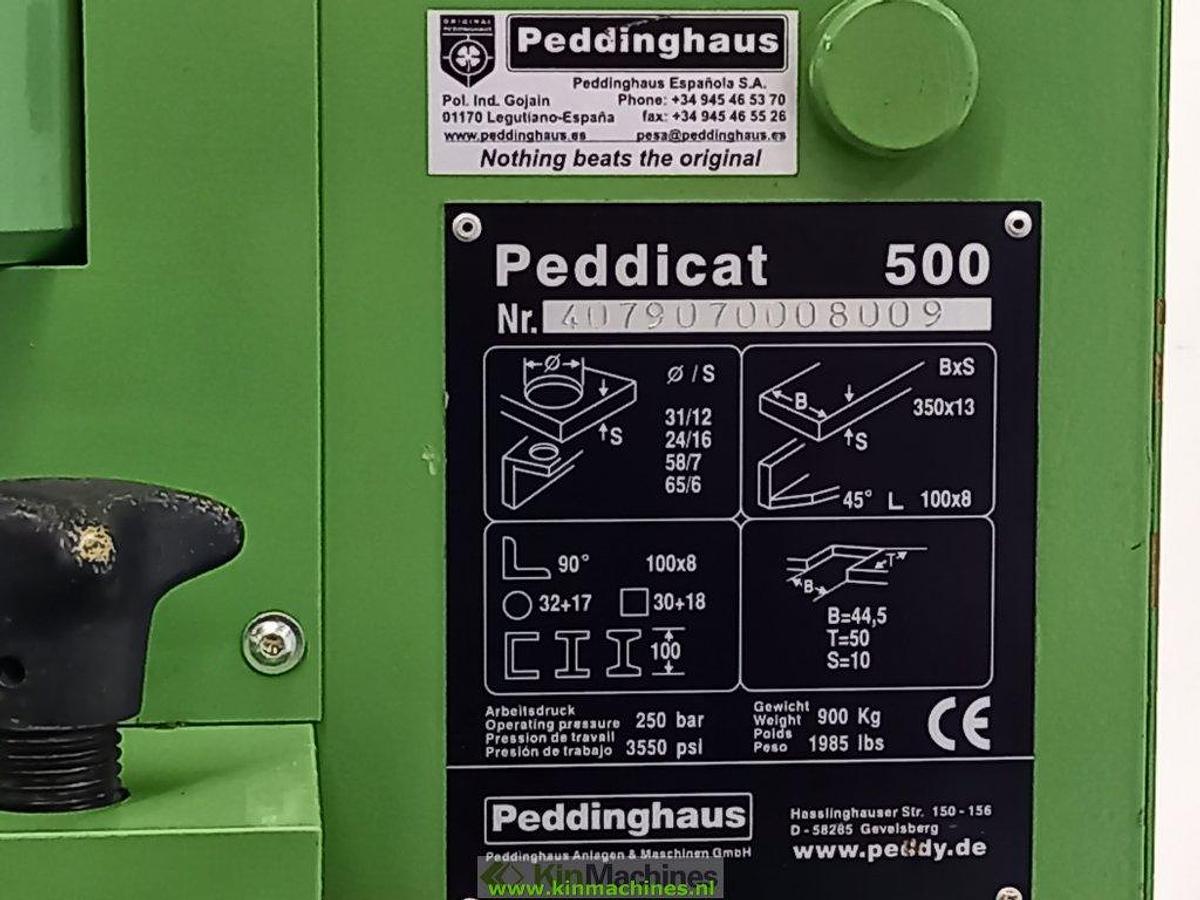 ORIGINAL
Peddinghaus
Peddinghaus Española S.A.
Pol. Ind. Gojain Phone: +34 945 46 53 70
01170 Legutiano-España fax: +34 945 46 55 26
www.peddinghaus.es pesa@peddinghaus.es
Nothing beats the original
Peddicat 500
Nr. 4079070008009
Ø
S
Ø / S
31/12
24/16
58/7
65/6
B
S
BxS
350x13
45° L 100x8
90° 100x8
32+17 30+18
100
B
T
B=44,5
T=50
S=10
Arbeitsdruck
Operating pressure 250 bar
Pression de travail
Presión de trabajo 3550 psi
Gewicht
Weight 900 Kg
Poids
Peso 1985 lbs
CE
Peddinghaus
Peddinghaus Anlagen & Maschinen GmbH
Hasslinghauser Str. 150 - 156
D - 58285 Gevelsberg
www.peddy.de
KinMachines
www.kinmachines.nl